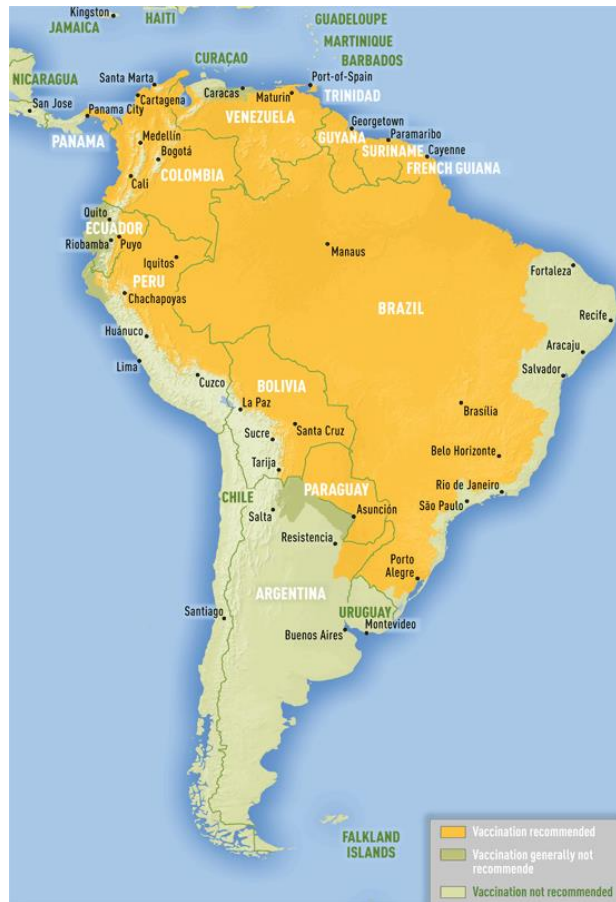 Kingston
JAMAICA
HAITI
GUADELOUPE
MARTINIQUE
BARBADOS
CURAÇAO
NICARAGUA
San Jose
Santa Marta
Cartagena
Panama City
PANAMA
Caracas
Maturin
Port-of-Spain
TRINIDAD
VENEZUELA
Georgetown
GUYANA
Paramaribo
SURINAME
Cayenne
FRENCH GUIANA
Medellín
Bogotá
COLOMBIA
Cali
Quito
ECUADOR
Riobamba
Puyo
Iquitos
PERU
Chachapoyas
Manaus
BRAZIL
Fortaleza
Recife
Aracaju
Salvador
Huánuco
Lima
Cuzco
BOLIVIA
La Paz
Santa Cruz
Sucre
Tarija
Brasília
Belo Horizonte
Rio de Janeiro
São Paulo
PARAGUAY
CHILE
Salta
Asunción
Resistencia
Porto
Alegre
ARGENTINA
URUGUAY
Santiago
Buenos Aires
Montevideo
FALKLAND
ISLANDS
Vaccination recommended
Vaccination generally not
recommende
Vaccination not recommended